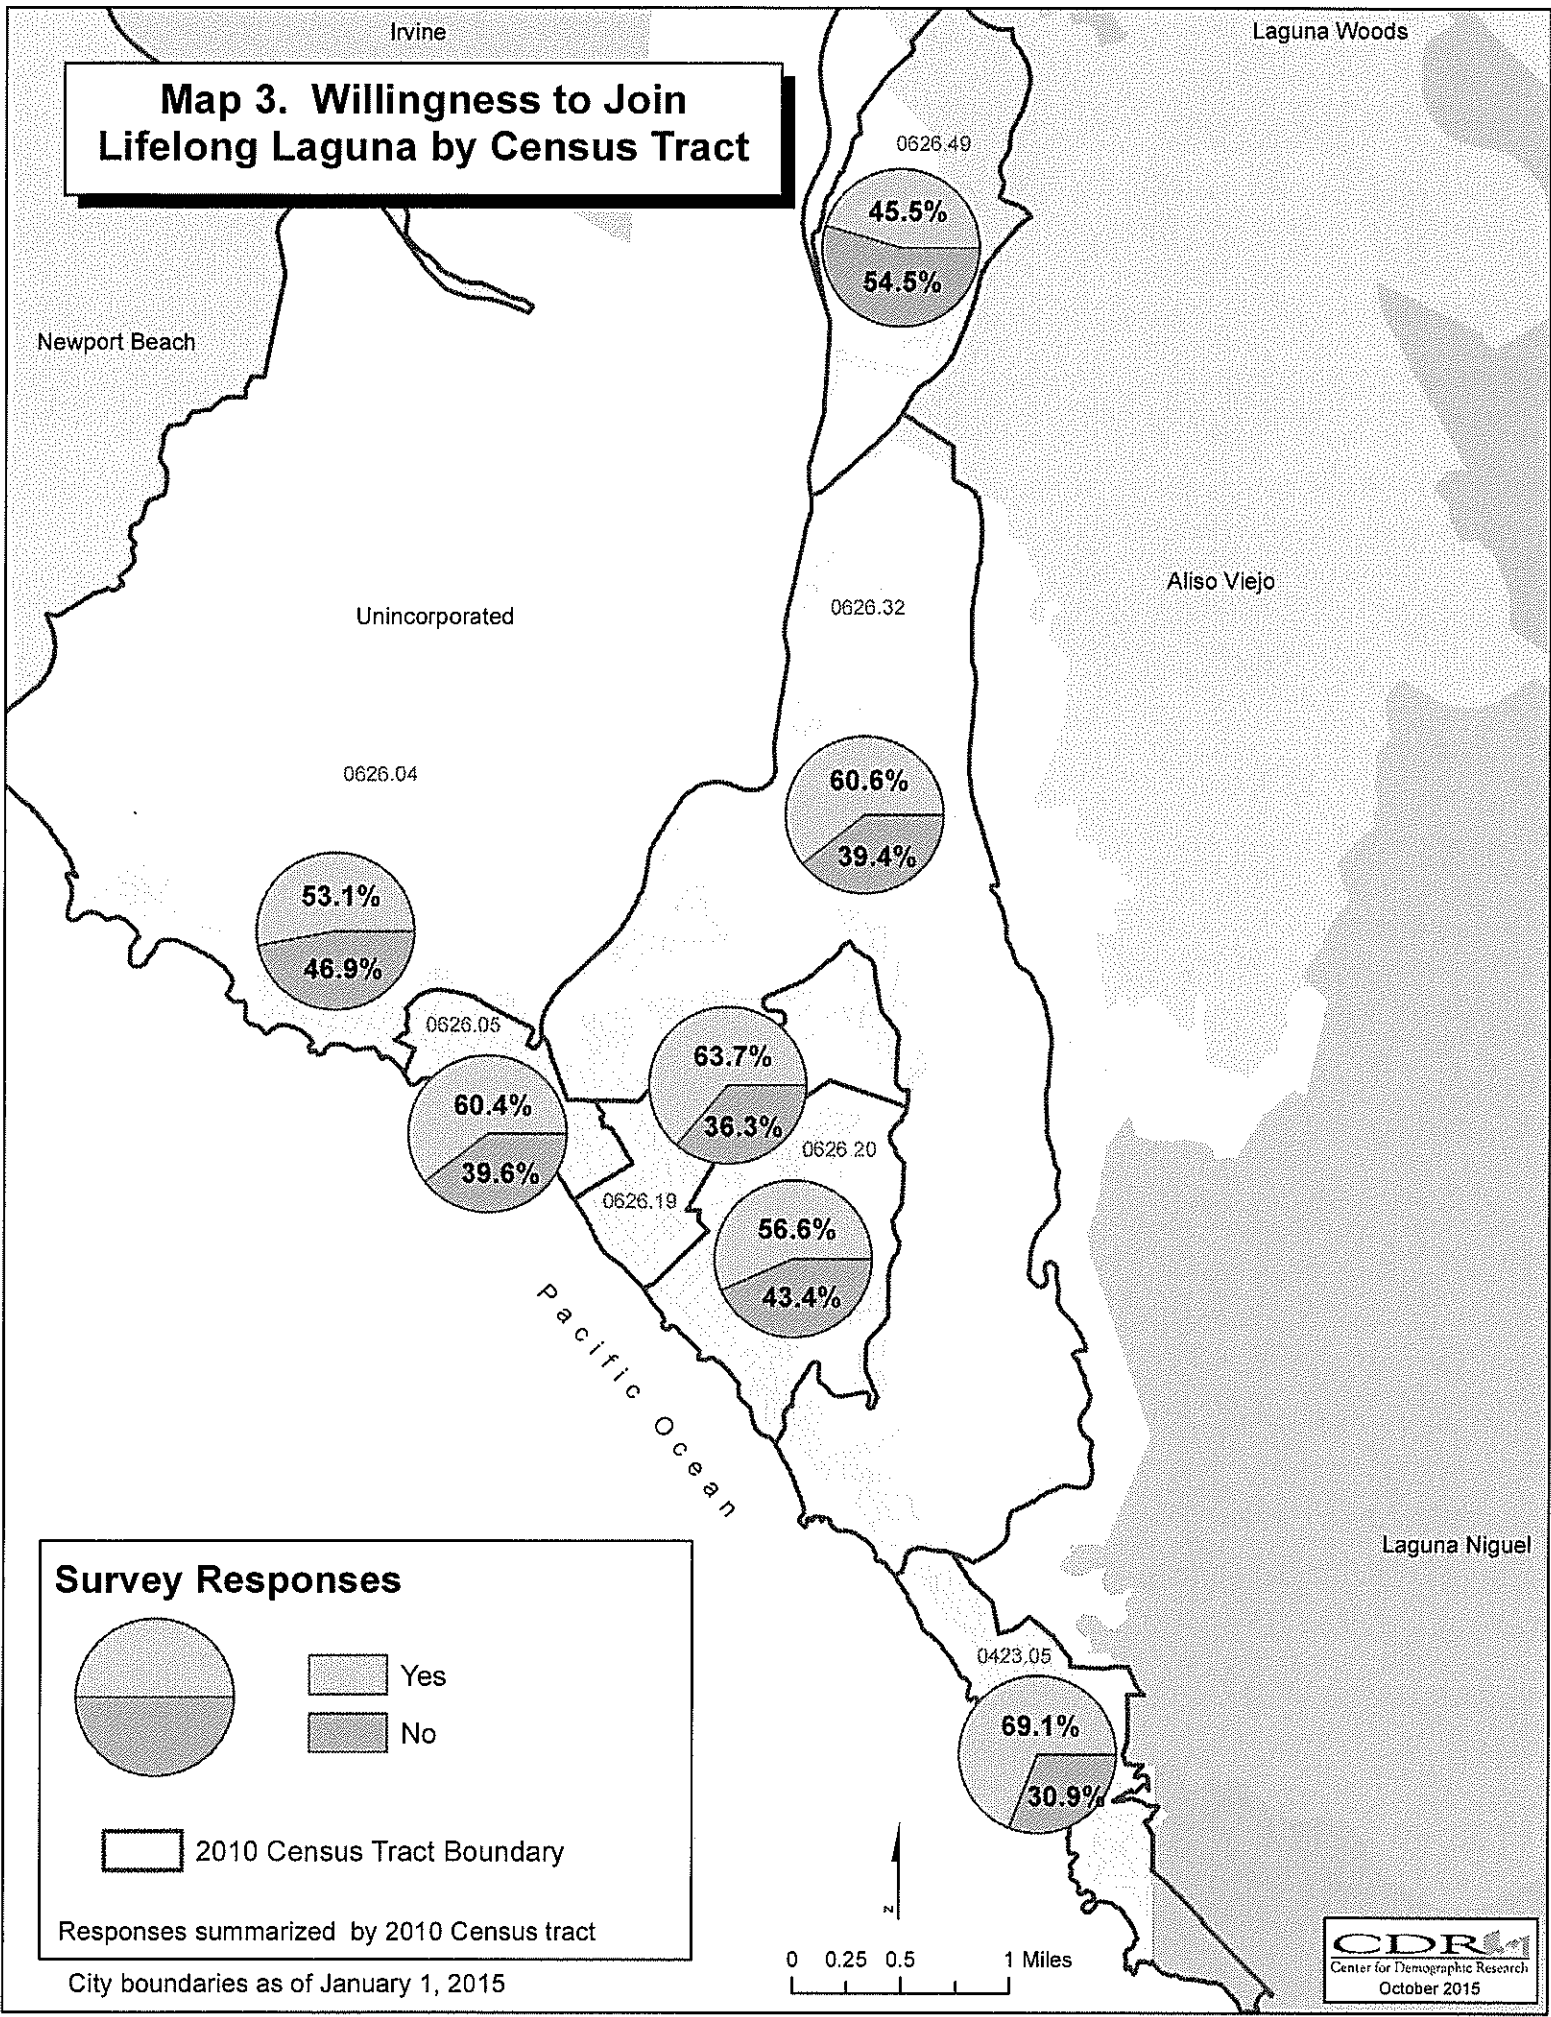 Irvine
Laguna Woods
Map 3. Willingness to Join
Lifelong Laguna by Census Tract
0626.49
45.5%
54.5%
Newport Beach
Aliso Viejo
0626.32
Unincorporated
0626.04
60.6%
39.4%
53.1%
46.9%
0626.05
63.7%
36.3%
60.4%
39.6%
0626.20
0626.19
56.6%
43.4%
Pacific Ocean
Laguna Niguel
Survey Responses
Yes
No
0423.05
69.1%
30.9%
2010 Census Tract Boundary
Responses summarized by 2010 Census tract
City boundaries as of January 1, 2015
N
0 0.25 0.5 1 Miles
CDR
Center for Demographic Research
October 2015